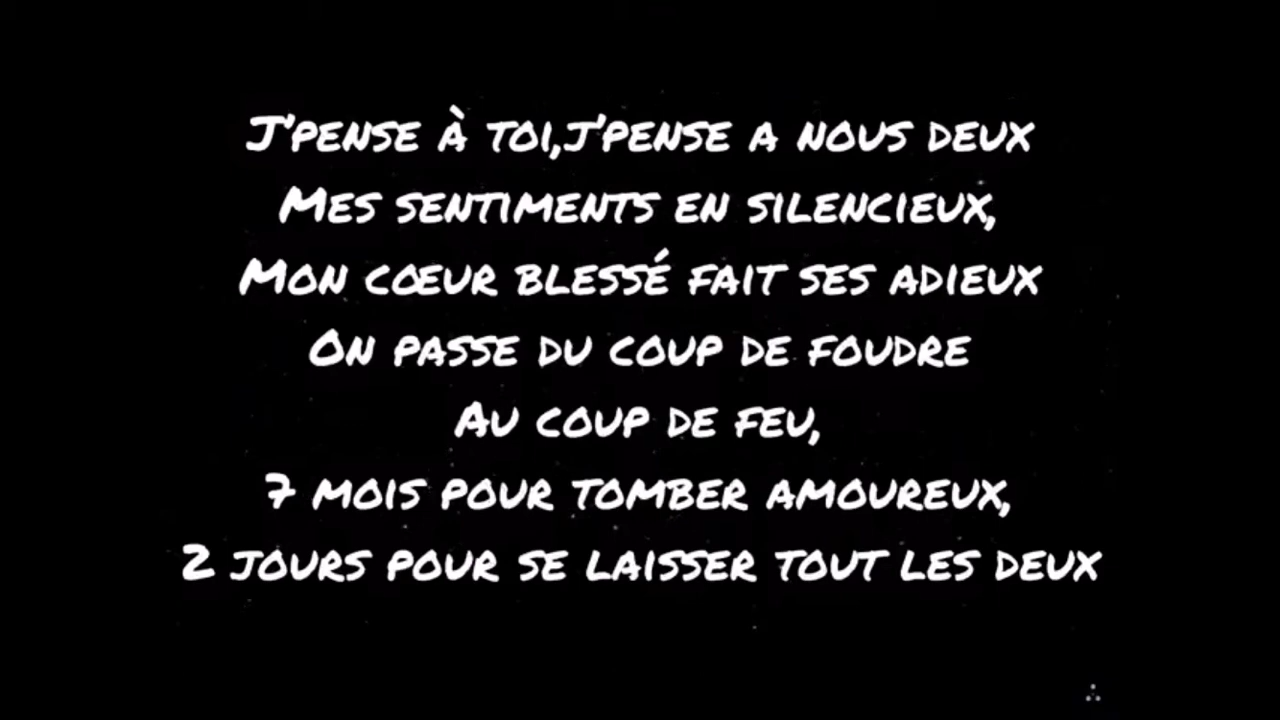 J'pense à toi,j'pense a nous deux
Mes sentiments en silencieux,
Mon cœur blessé fait ses adieux
On passe du coup de foudre
Au coup de feu,
7 mois pour tomber amoureux,
2 jours pour se laisser tout les deux